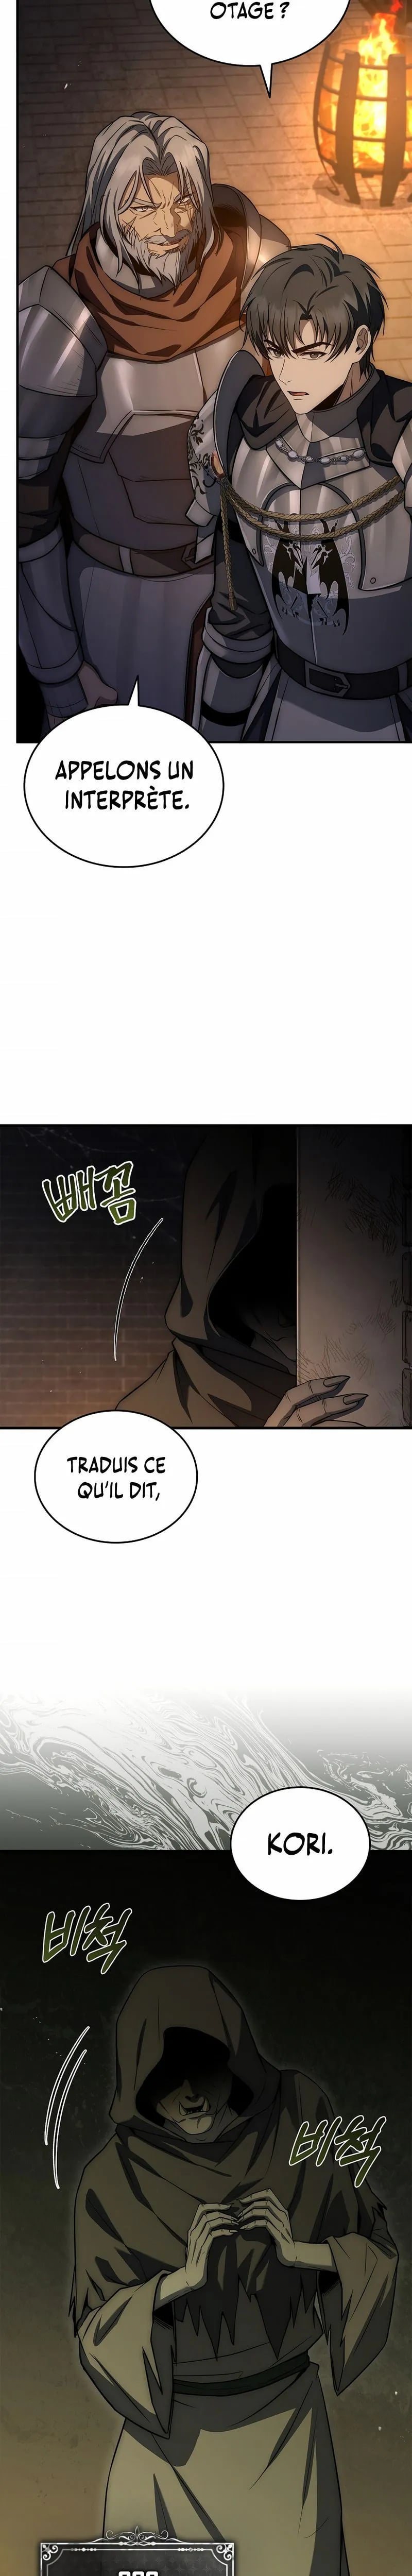 OTAGE ?
APPELONS UN
INTERPRÈTE.
빼꼼
TRADUIS CE
QU'IL DIT,
KORI.
비척
비척